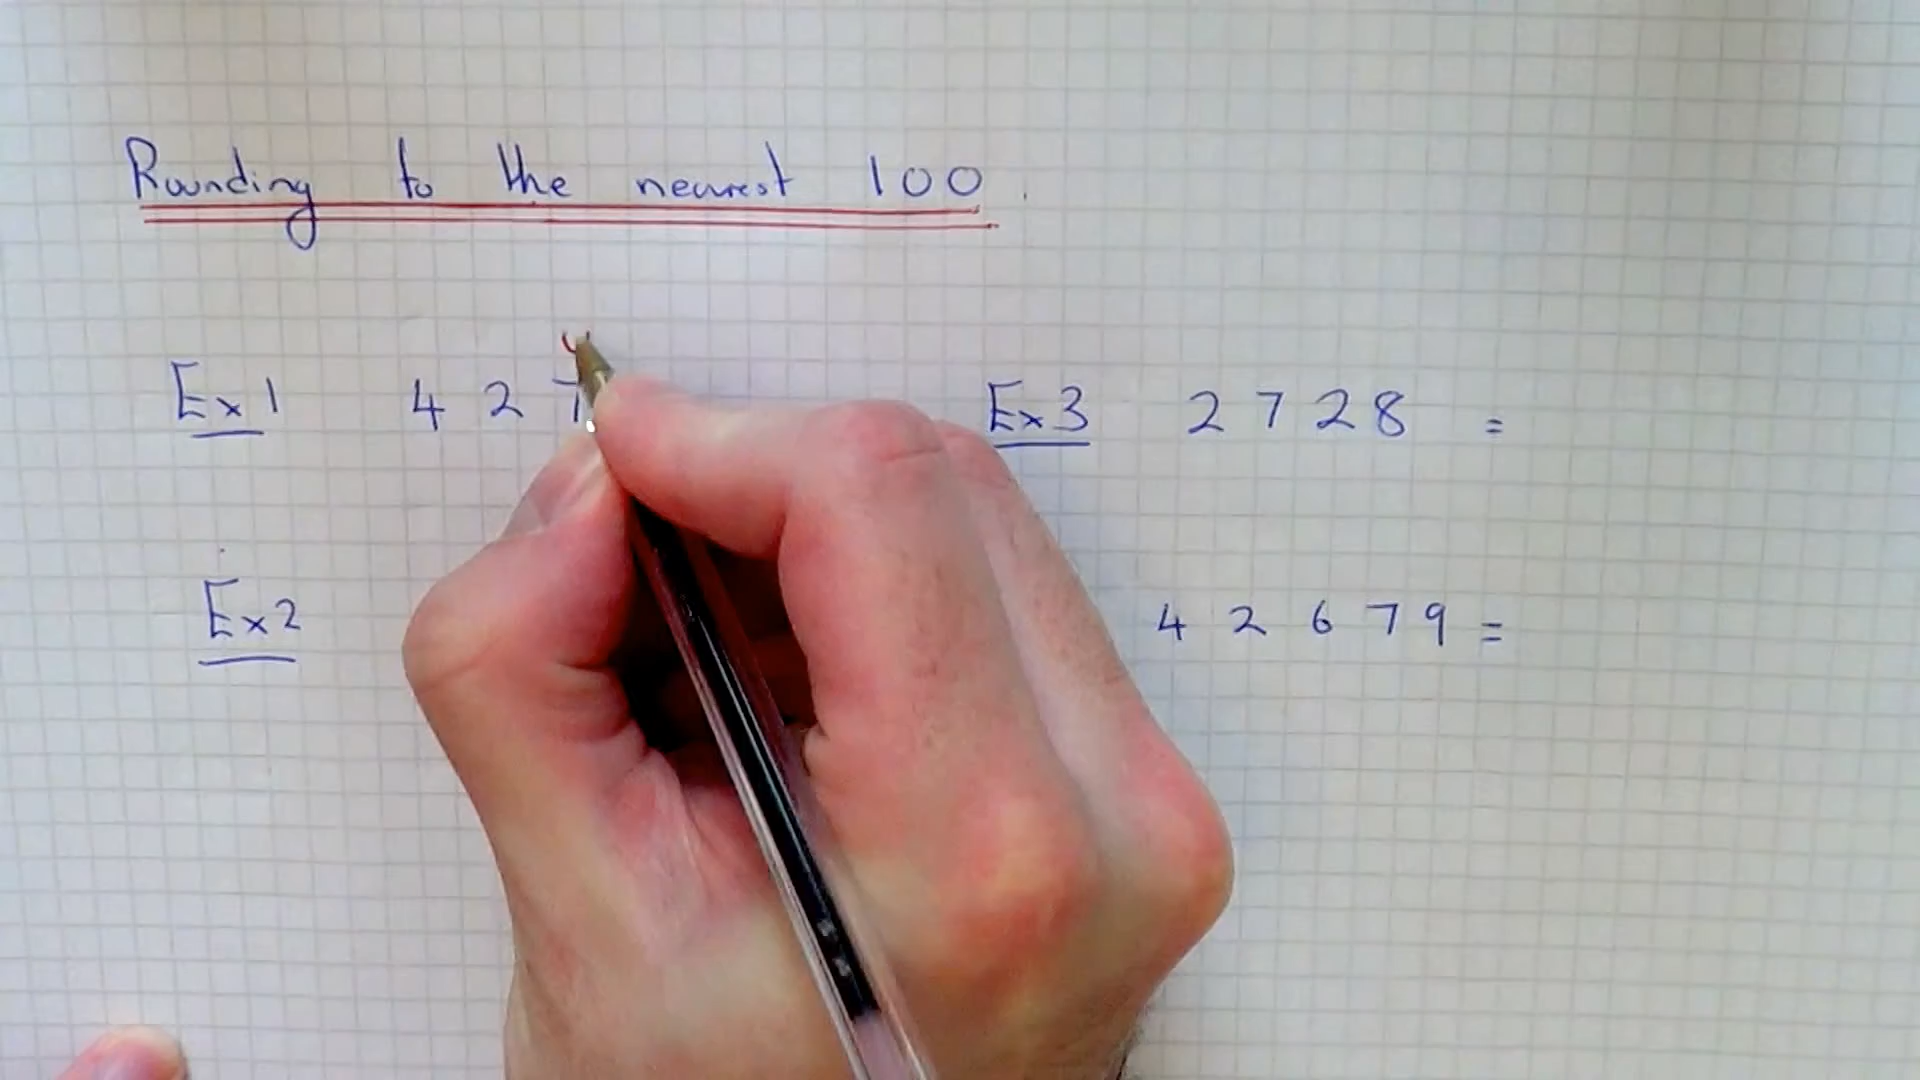 Rounding to the nearest 100.
Ex1 4 2 7
Ex3 2 7 2 8 =
Ex2
4 2 6 7 9 =